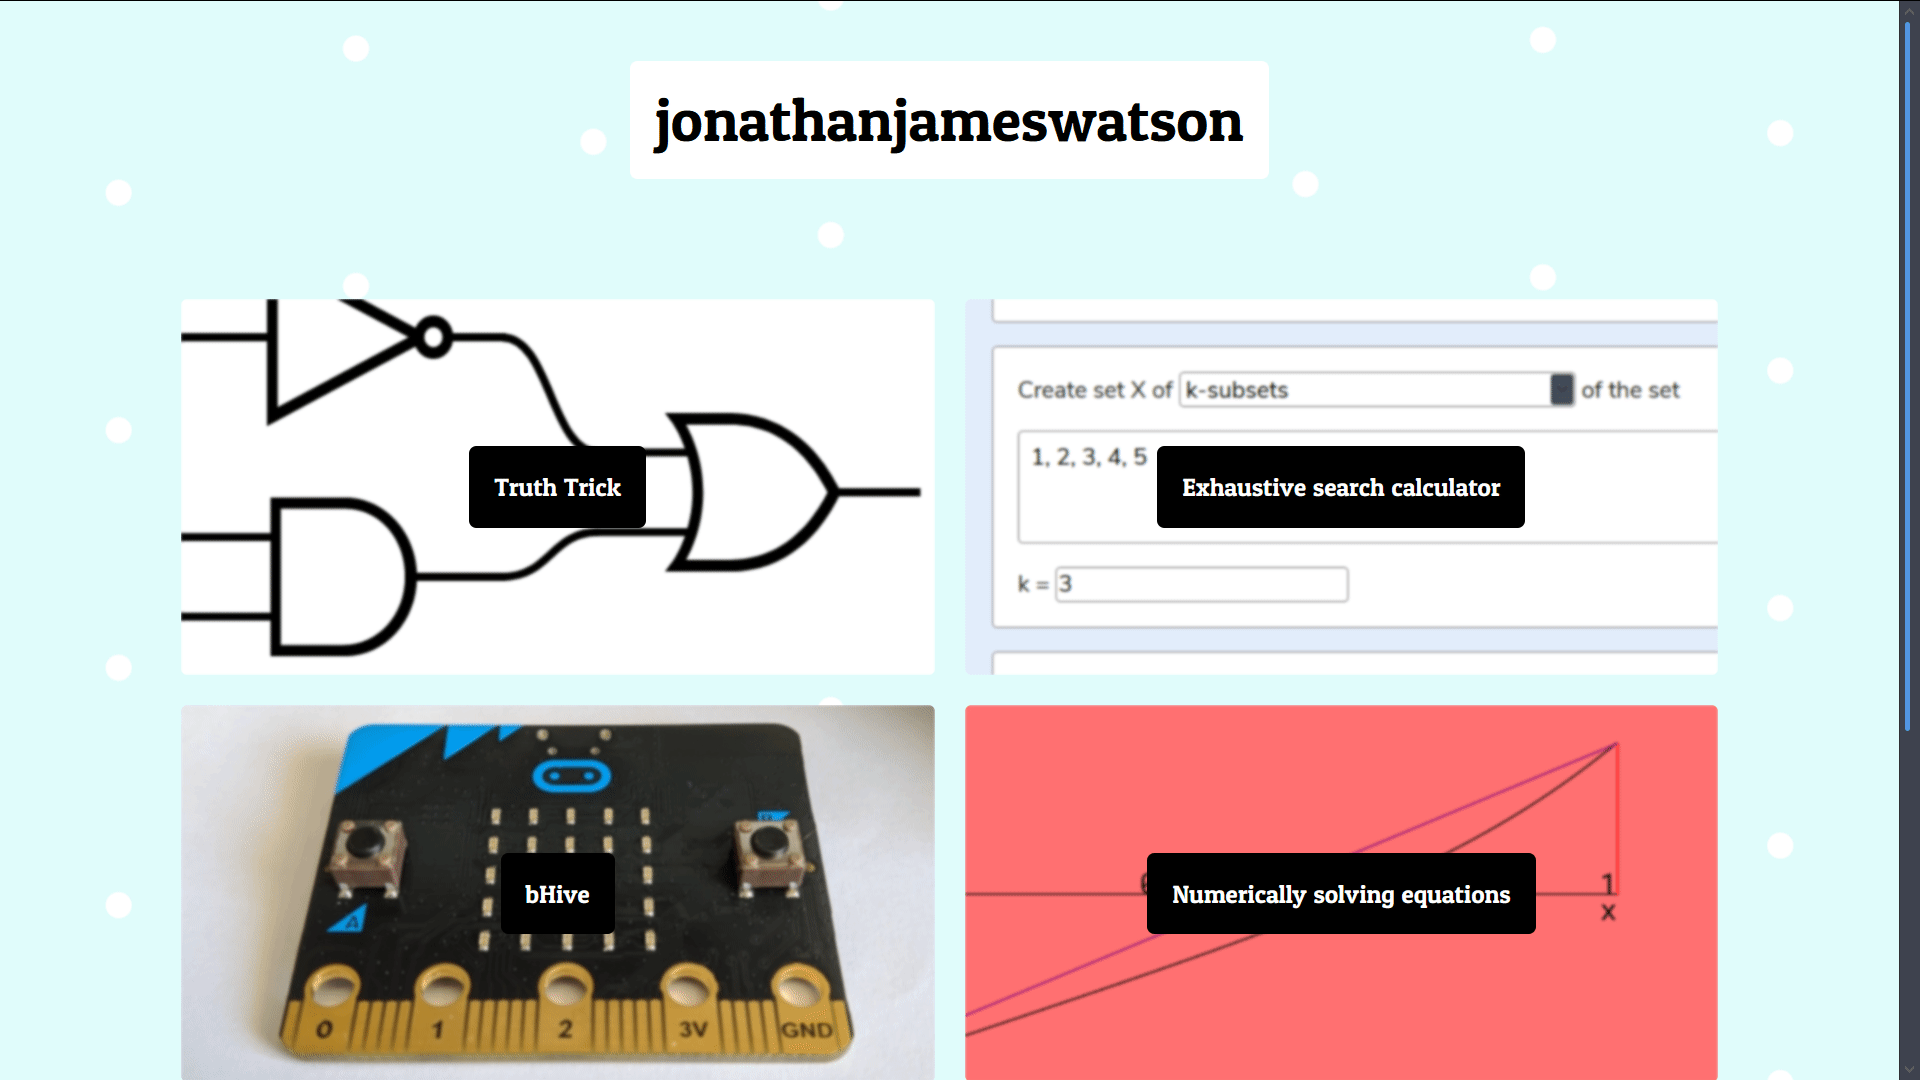 jonathanjameswatson
Truth Trick
Create set X of k-subsets of the set
1, 2, 3, 4, 5
Exhaustive search calculator
k = 3
bHive
A
0 1 2 3V GND
Numerically solving equations
1
x